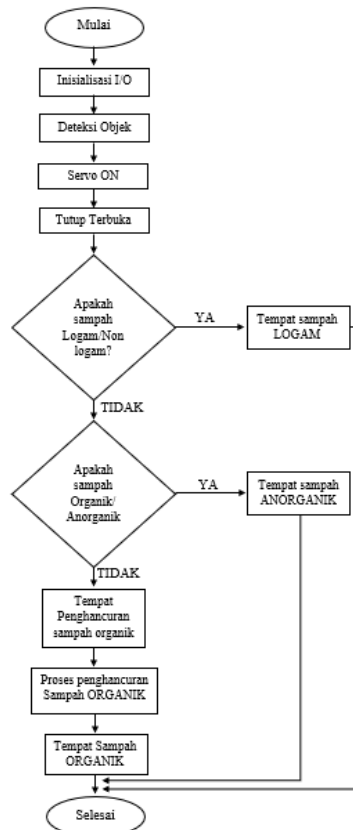 Mulai
Inisialisasi I/O
Deteksi Objek
Servo ON
Tutup Terbuka
Apakah
sampah
Logam/Non
logam?
YA
Tempat sampah
LOGAM
TIDAK
Apakah
sampah
Organik/
Anorganik
YA
Tempat sampah
ANORGANIK
TIDAK
Tempat
Penghancuran
sampah organik
Proses penghancuran
Sampah ORGANIK
Tempat Sampah
ORGANIK
Selesai